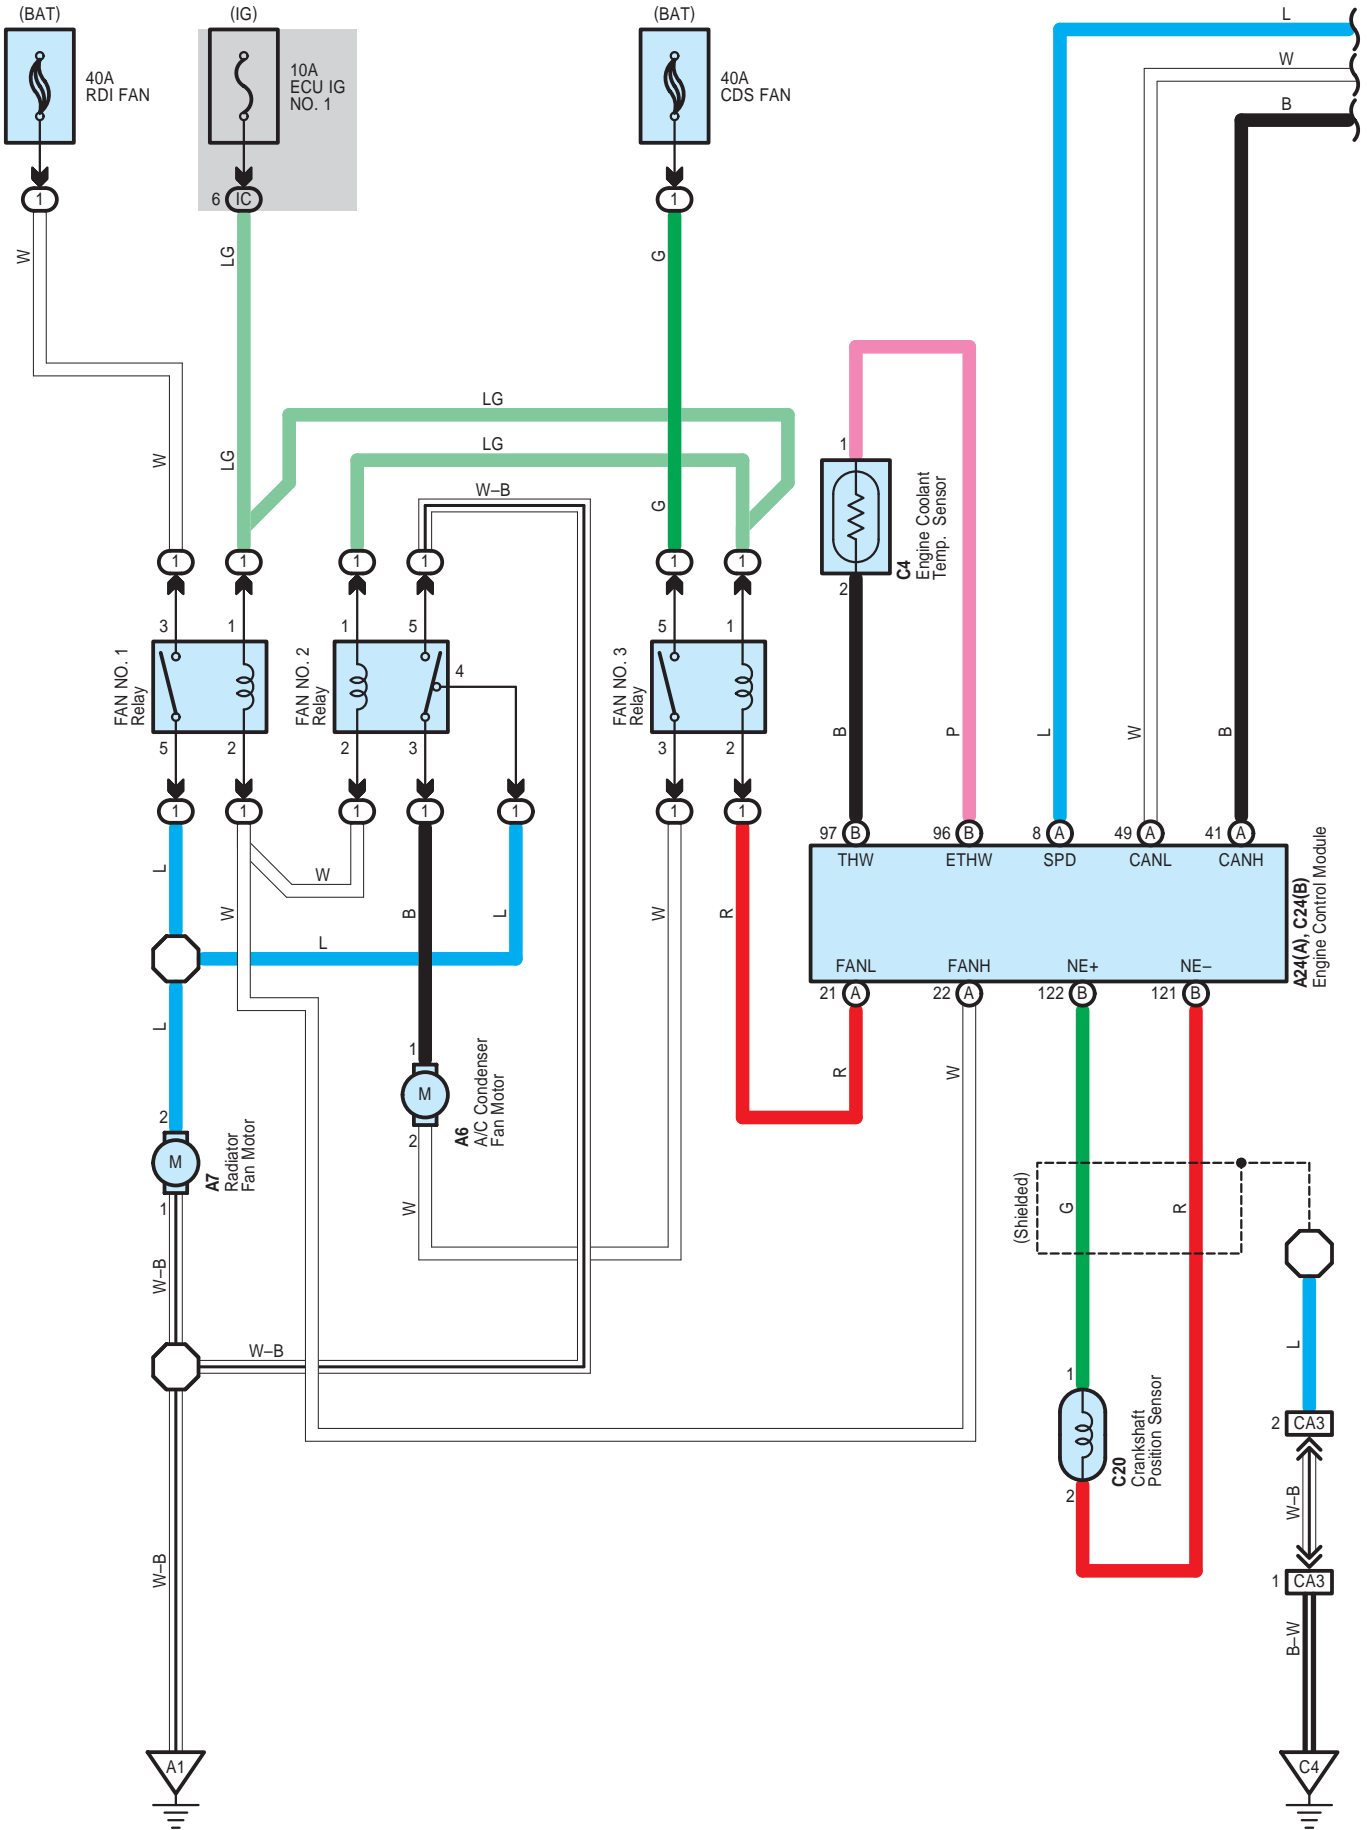 (BAT)
(IG)
(BAT)
L
W
B
40A
RDI FAN
10A
ECU IG
NO. 1
40A
CDS FAN
1
6 IC
1
W
LG
G
LG
LG
W
LG
W–B
G
1
1
1
1
1
1
1
C4
Engine Coolant
Temp. Sensor
2
3
1
1
5
4
5
1
FAN NO. 1
Relay
FAN NO. 2
Relay
FAN NO. 3
Relay
5
2
2
3
3
2
B
P
L
W
B
1
1
1
1
1
1
1
97 B
96 B
8 A
49 A
41 A
THW
ETHW
SPD
CANL
CANH
A24(A), C24(B)
Engine Control Module
L
W
W
B
L
W
R
L
FANL
FANH
NE+
NE–
21 A
22 A
122 B
121 B
L
R
W
1
M
2
A6
A/C Condenser
Fan Motor
2
M
1
A7
Radiator
Fan Motor
W
(Shielded)
G
R
W–B
W–B
L
1
2
C20
Crankshaft
Position Sensor
2 CA3
W–B
1 CA3
W–B
B–W
A1
C4